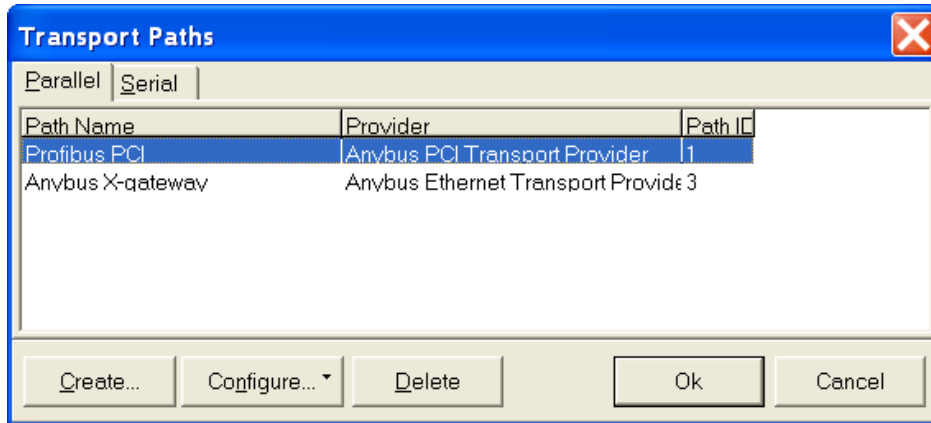 Transport Paths
Parallel Serial
Path Name Provider Path ID
Profibus PCI Anybus PCI Transport Provider 1
Anybus X-gateway Anybus Ethernet Transport Provide 3
Create... Configure... Delete Ok Cancel